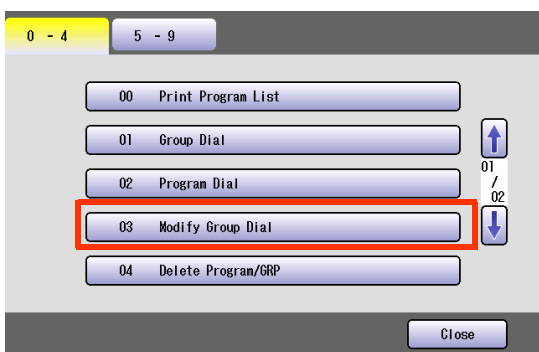 0 - 4
5 - 9
00 Print Program List
01 Group Dial
02 Program Dial
03 Modify Group Dial
04 Delete Program/GRP
01
/
02
Close